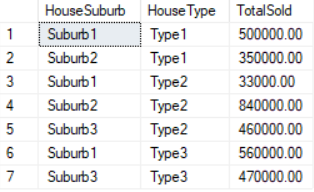 HouseSuburb HouseType TotalSold
1 Suburb1 Type1 500000.00
2 Suburb2 Type1 350000.00
3 Suburb1 Type2 33000.00
4 Suburb2 Type2 840000.00
5 Suburb3 Type2 460000.00
6 Suburb1 Type3 560000.00
7 Suburb3 Type3 470000.00